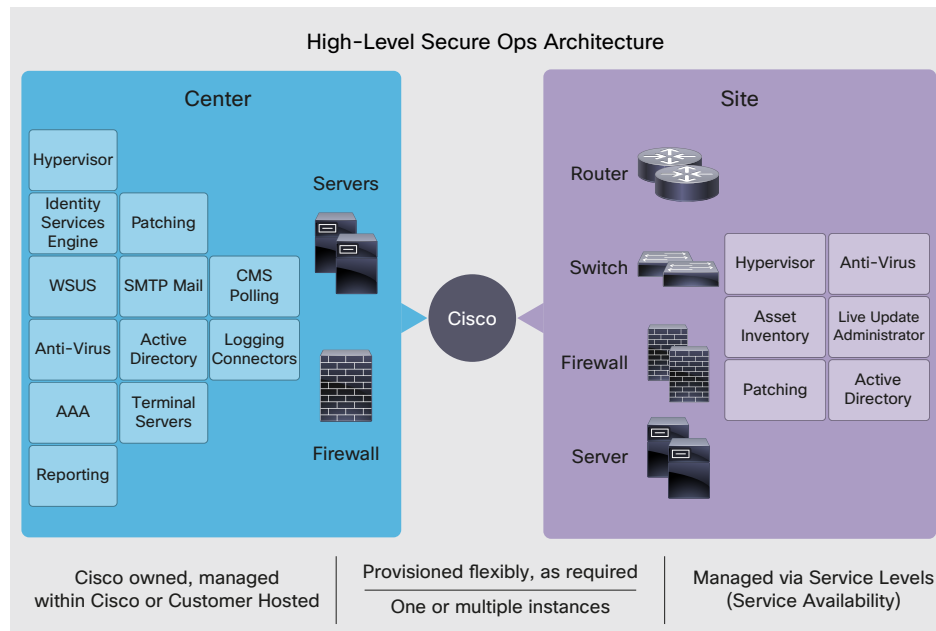 High-Level Secure Ops Architecture
Center
Hypervisor
Identity
Services
Engine
Patching
WSUS
SMTP Mail
CMS
Polling
Anti-Virus
Active
Directory
Logging
Connectors
AAA
Terminal
Servers
Reporting
Servers
Firewall
Cisco
Site
Router
Switch
Firewall
Server
Hypervisor
Anti-Virus
Asset
Inventory
Live Update
Administrator
Patching
Active
Directory
Cisco owned, managed
within Cisco or Customer Hosted
Provisioned flexibly, as required
One or multiple instances
Managed via Service Levels
(Service Availability)